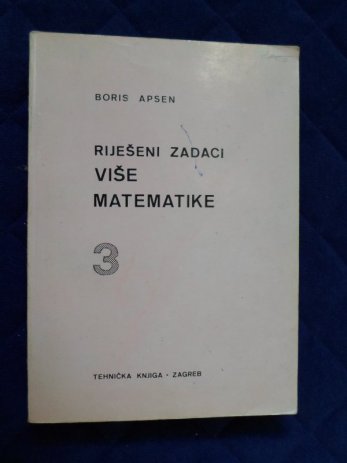 BORIS APSEN
RIJEŠENI ZADACI
VIŠE
MATEMATIKE
3
TEHNIČKA KNJIGA · ZAGREB